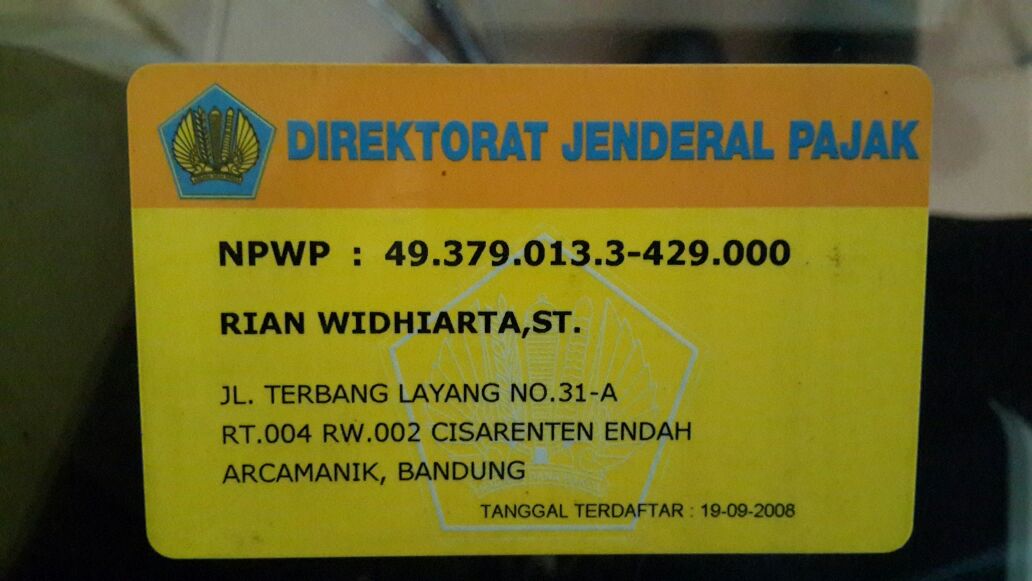 DIREKTORAT JENDERAL PAJAK
NPWP : 49.379.013.3-429.000
RIAN WIDHIARTA,ST.
JL. TERBANG LAYANG NO.31-A
RT.004 RW.002 CISARENTEN ENDAH
ARCAMANIK, BANDUNG
TANGGAL TERDAFTAR : 19-09-2008